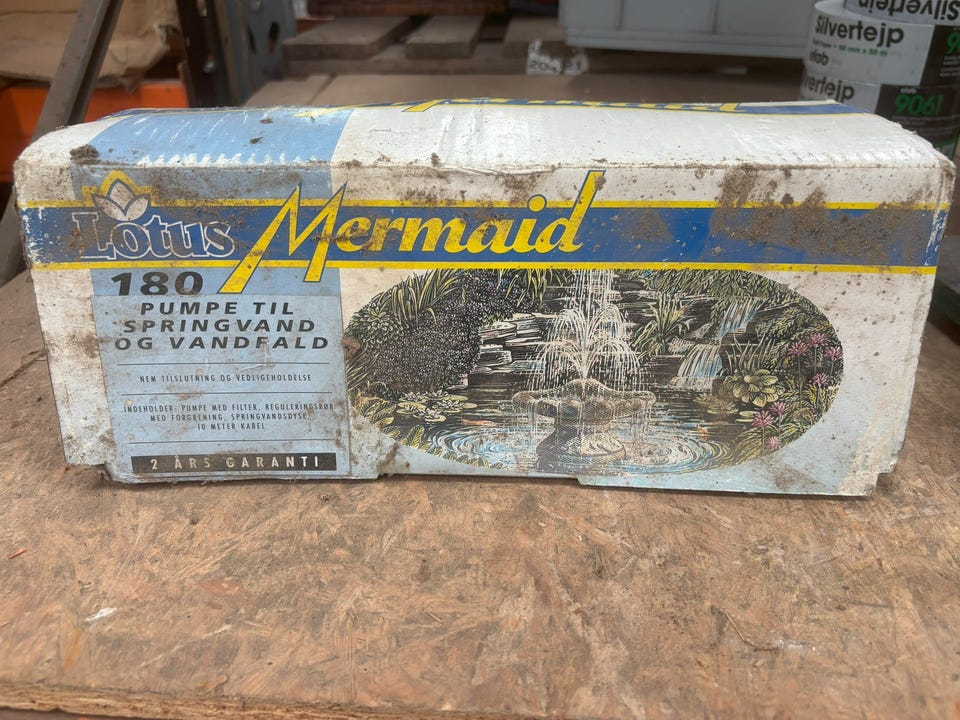 Silvertejp
Silvertejp
vertejp
9061
Lotus Mermaid
180
PUMPE TIL
SPRINGVAND
OG VANDFALD
NEM TILSLUTNING OG VEDLIGEHOLDELSE
INDEHOLDER: PUMPE MED FILTER, REGULERINGSRØR
MED FORGRENING, SPRINGVANDSDYSE,
10 METER KABEL
2 ÅRS GARANTI